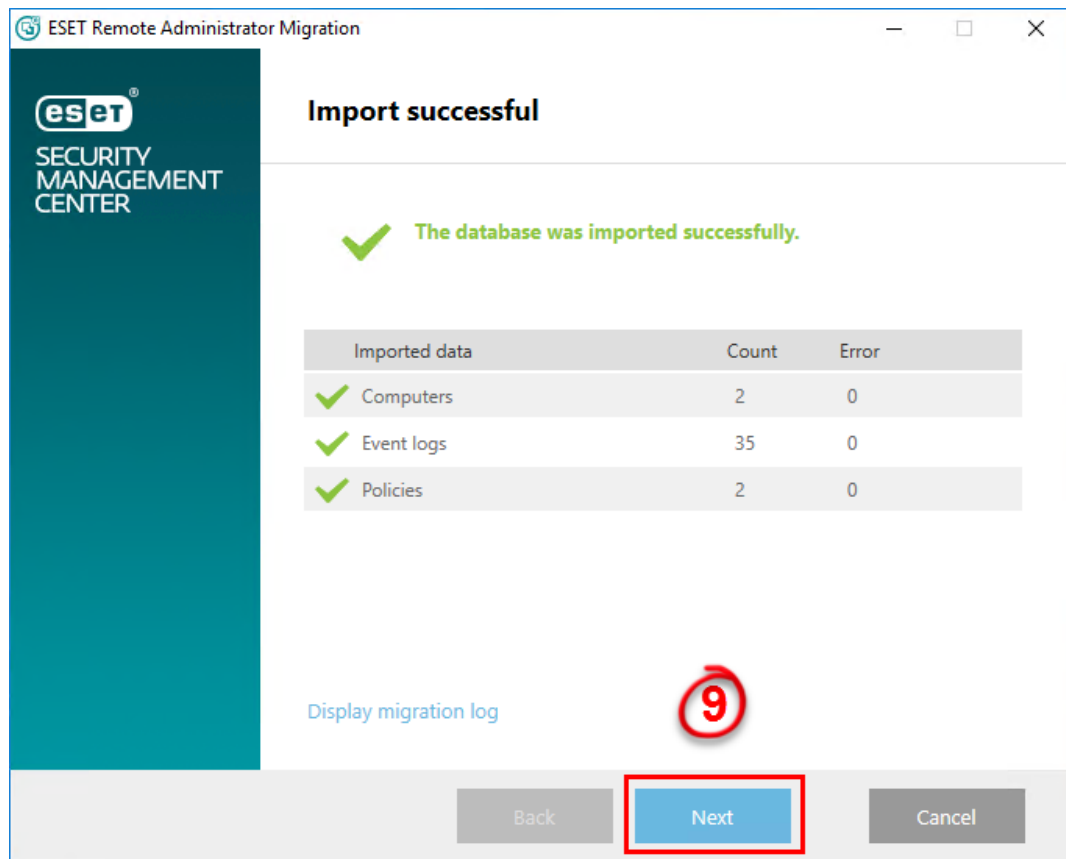 ESET Remote Administrator Migration
eseT®
SECURITY
MANAGEMENT
CENTER
Import successful
The database was imported successfully.
Imported data Count Error
Computers 2 0
Event logs 35 0
Policies 2 0
Display migration log
9
Back Next Cancel